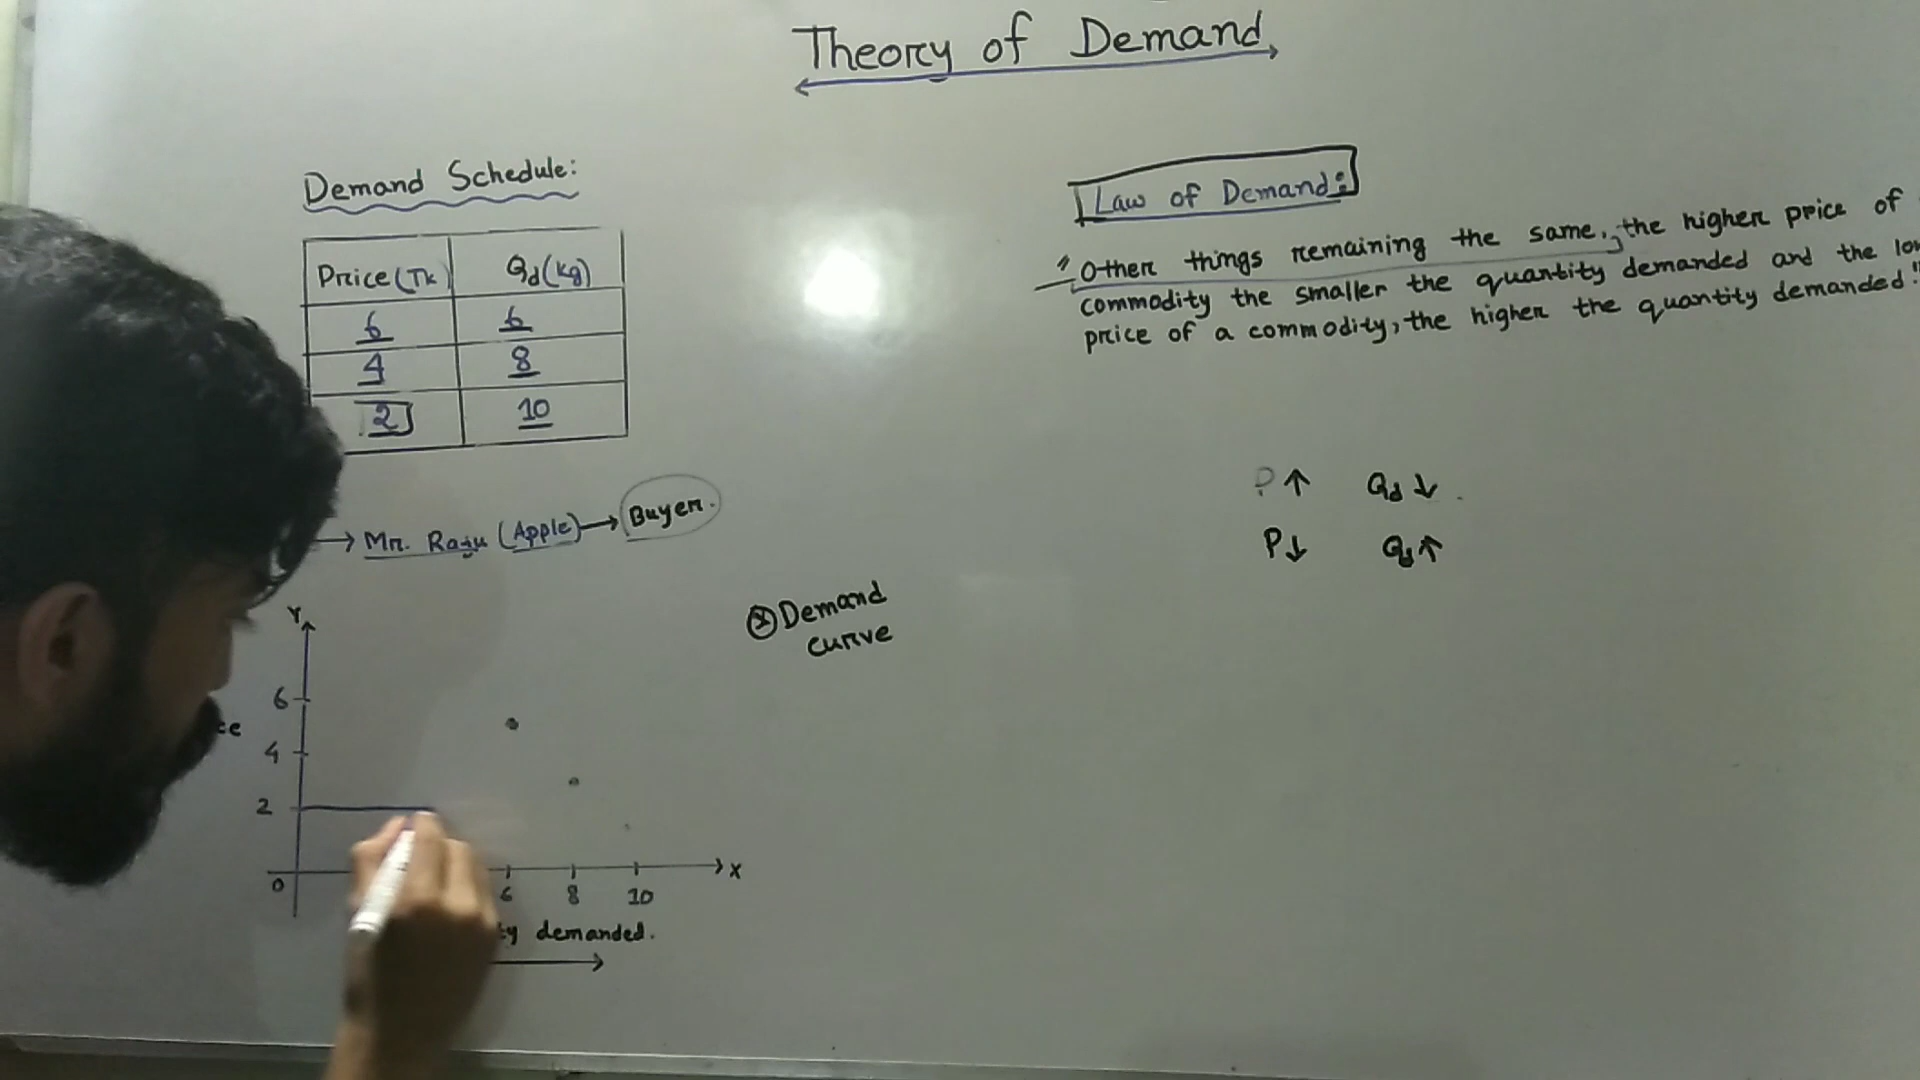 Theory of Demand
Demand Schedule:
Price (Tk) Qd (kg)
6 6
4 8
2 10
→ Mr. Raju (Apple) → Buyer.
Law of Demand:
"Other things remaining the same, the higher price of
commodity the smaller the quantity demanded and the
price of a commodity, the higher the quantity demanded"
P↑ Qd↓
P↓ Qd↑
Demand
curve
Y
6
4
2
0
6 8 10
X
demanded.